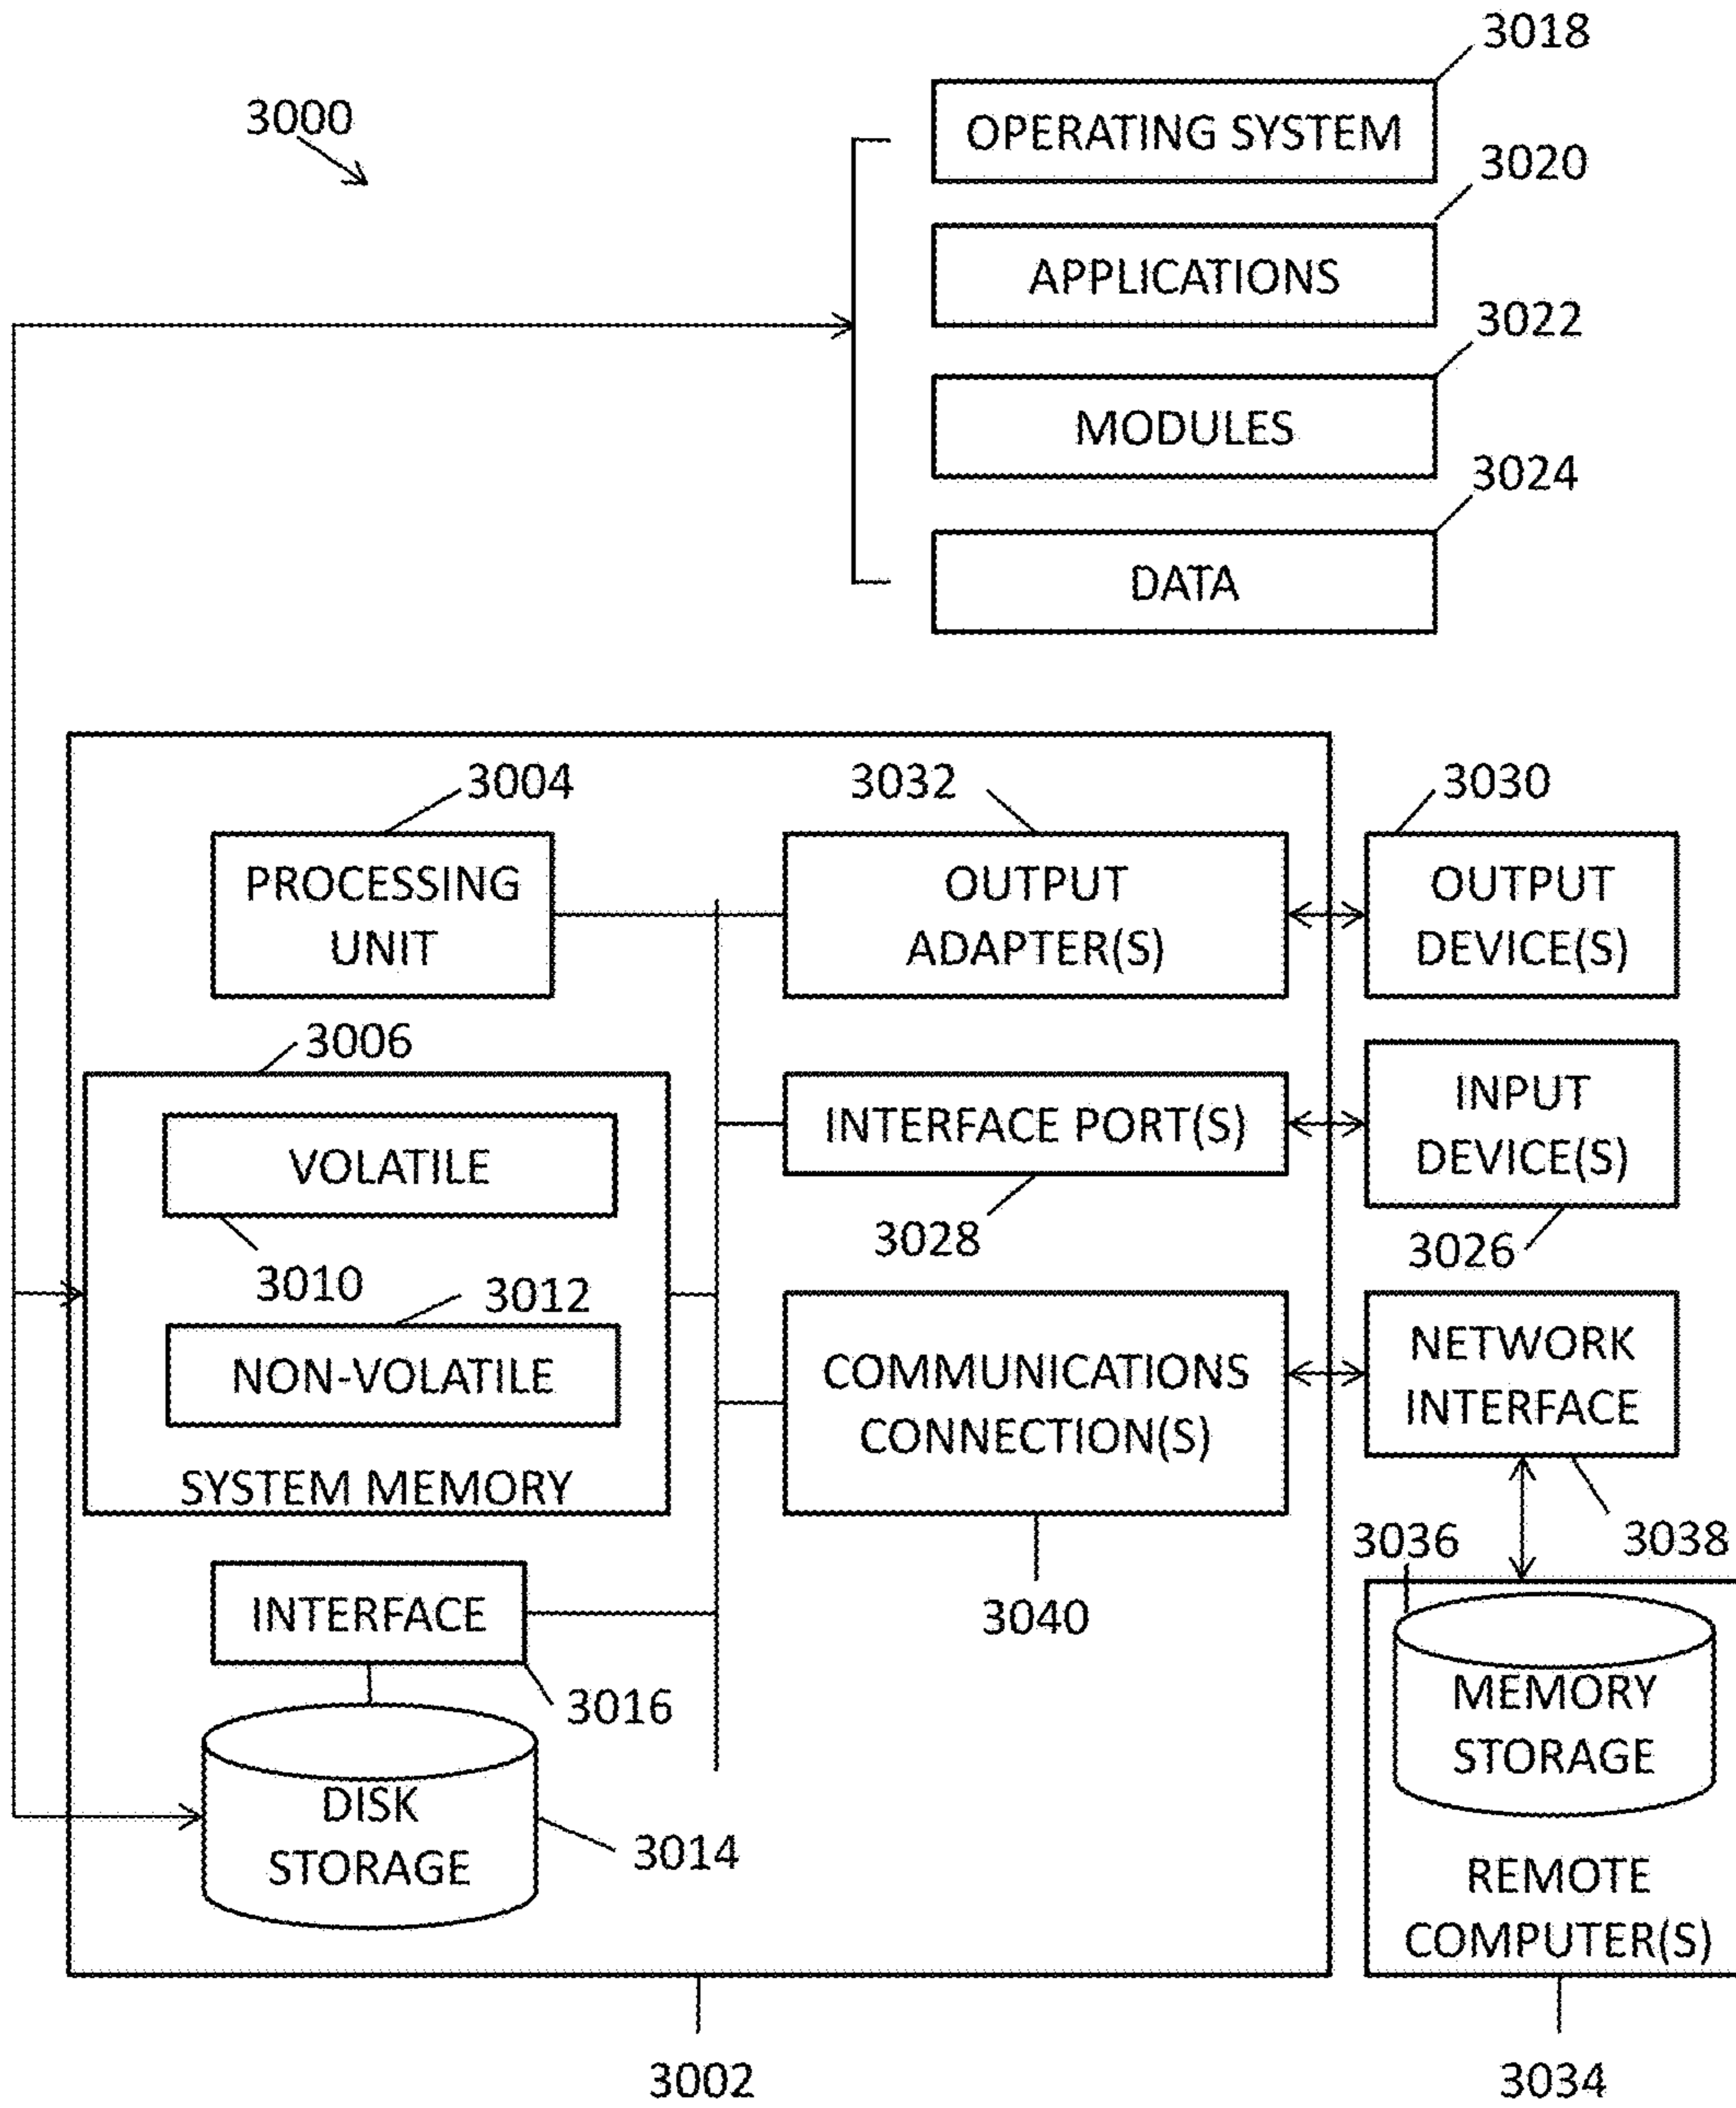 3018
3000
OPERATING SYSTEM
3020
APPLICATIONS
3022
MODULES
3024
DATA
3004
3032
3030
PROCESSING
UNIT
OUTPUT
ADAPTER(S)
OUTPUT
DEVICE(S)
3006
VOLATILE
3010
3012
NON-VOLATILE
SYSTEM MEMORY
INTERFACE PORT(S)
3028
INPUT
DEVICE(S)
3026
COMMUNICATIONS
CONNECTION(S)
3040
NETWORK
INTERFACE
3038
3036
INTERFACE
3016
DISK
STORAGE
3014
MEMORY
STORAGE
REMOTE
COMPUTER(S)
3002
3034